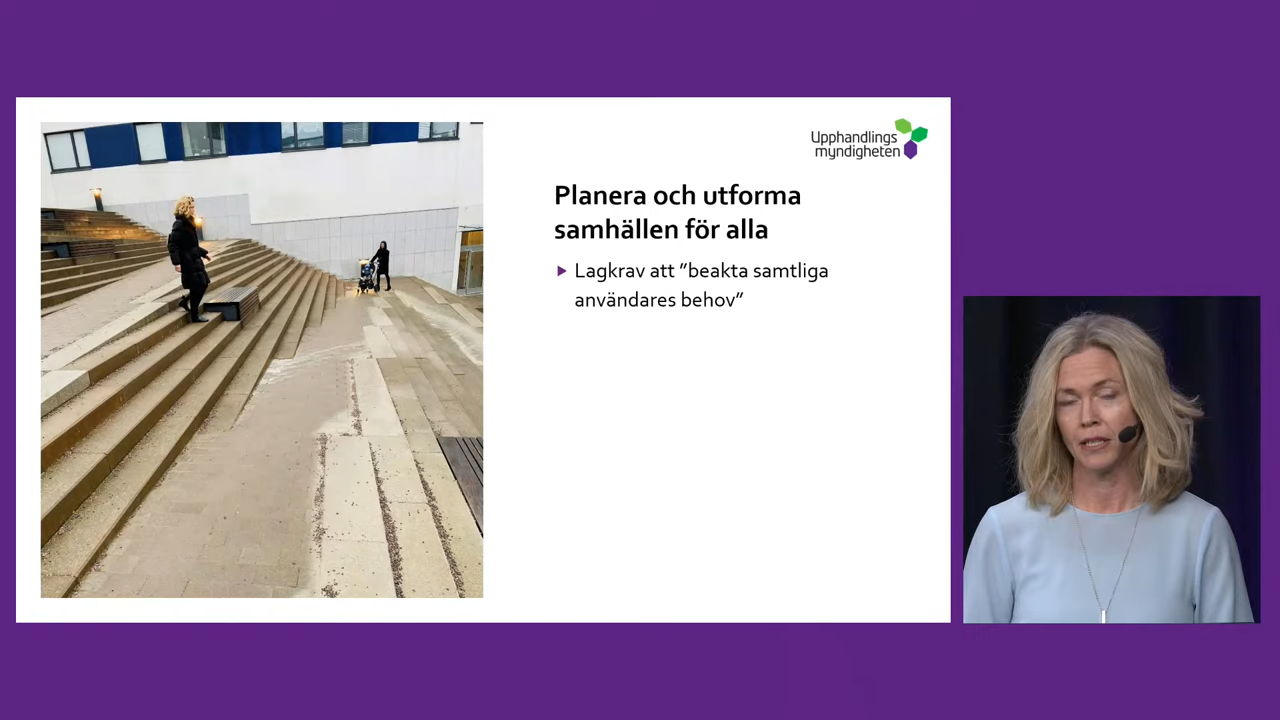 Upphandlings
myndigheten
Planera och utforma
samhällen för alla
Lagkrav att ”beakta samtliga
användares behov”